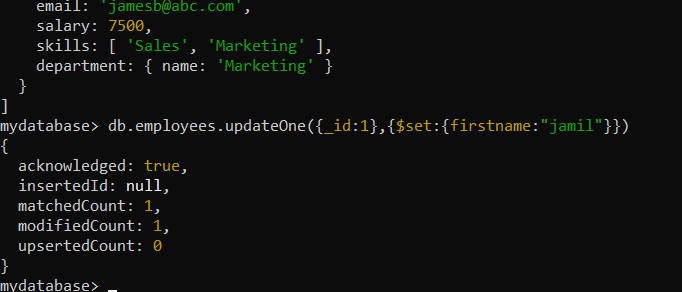 email: 'jamesb@abc.com',
salary: 7500,
skills: [ 'Sales', 'Marketing' ],
department: { name: 'Marketing' }
}
]
mydatabase> db.employees.updateOne({_id:1},{$set:{firstname:"jamil"}})
{
acknowledged: true,
insertedId: null,
matchedCount: 1,
modifiedCount: 1,
upsertedCount: 0
}
mydatabase> _